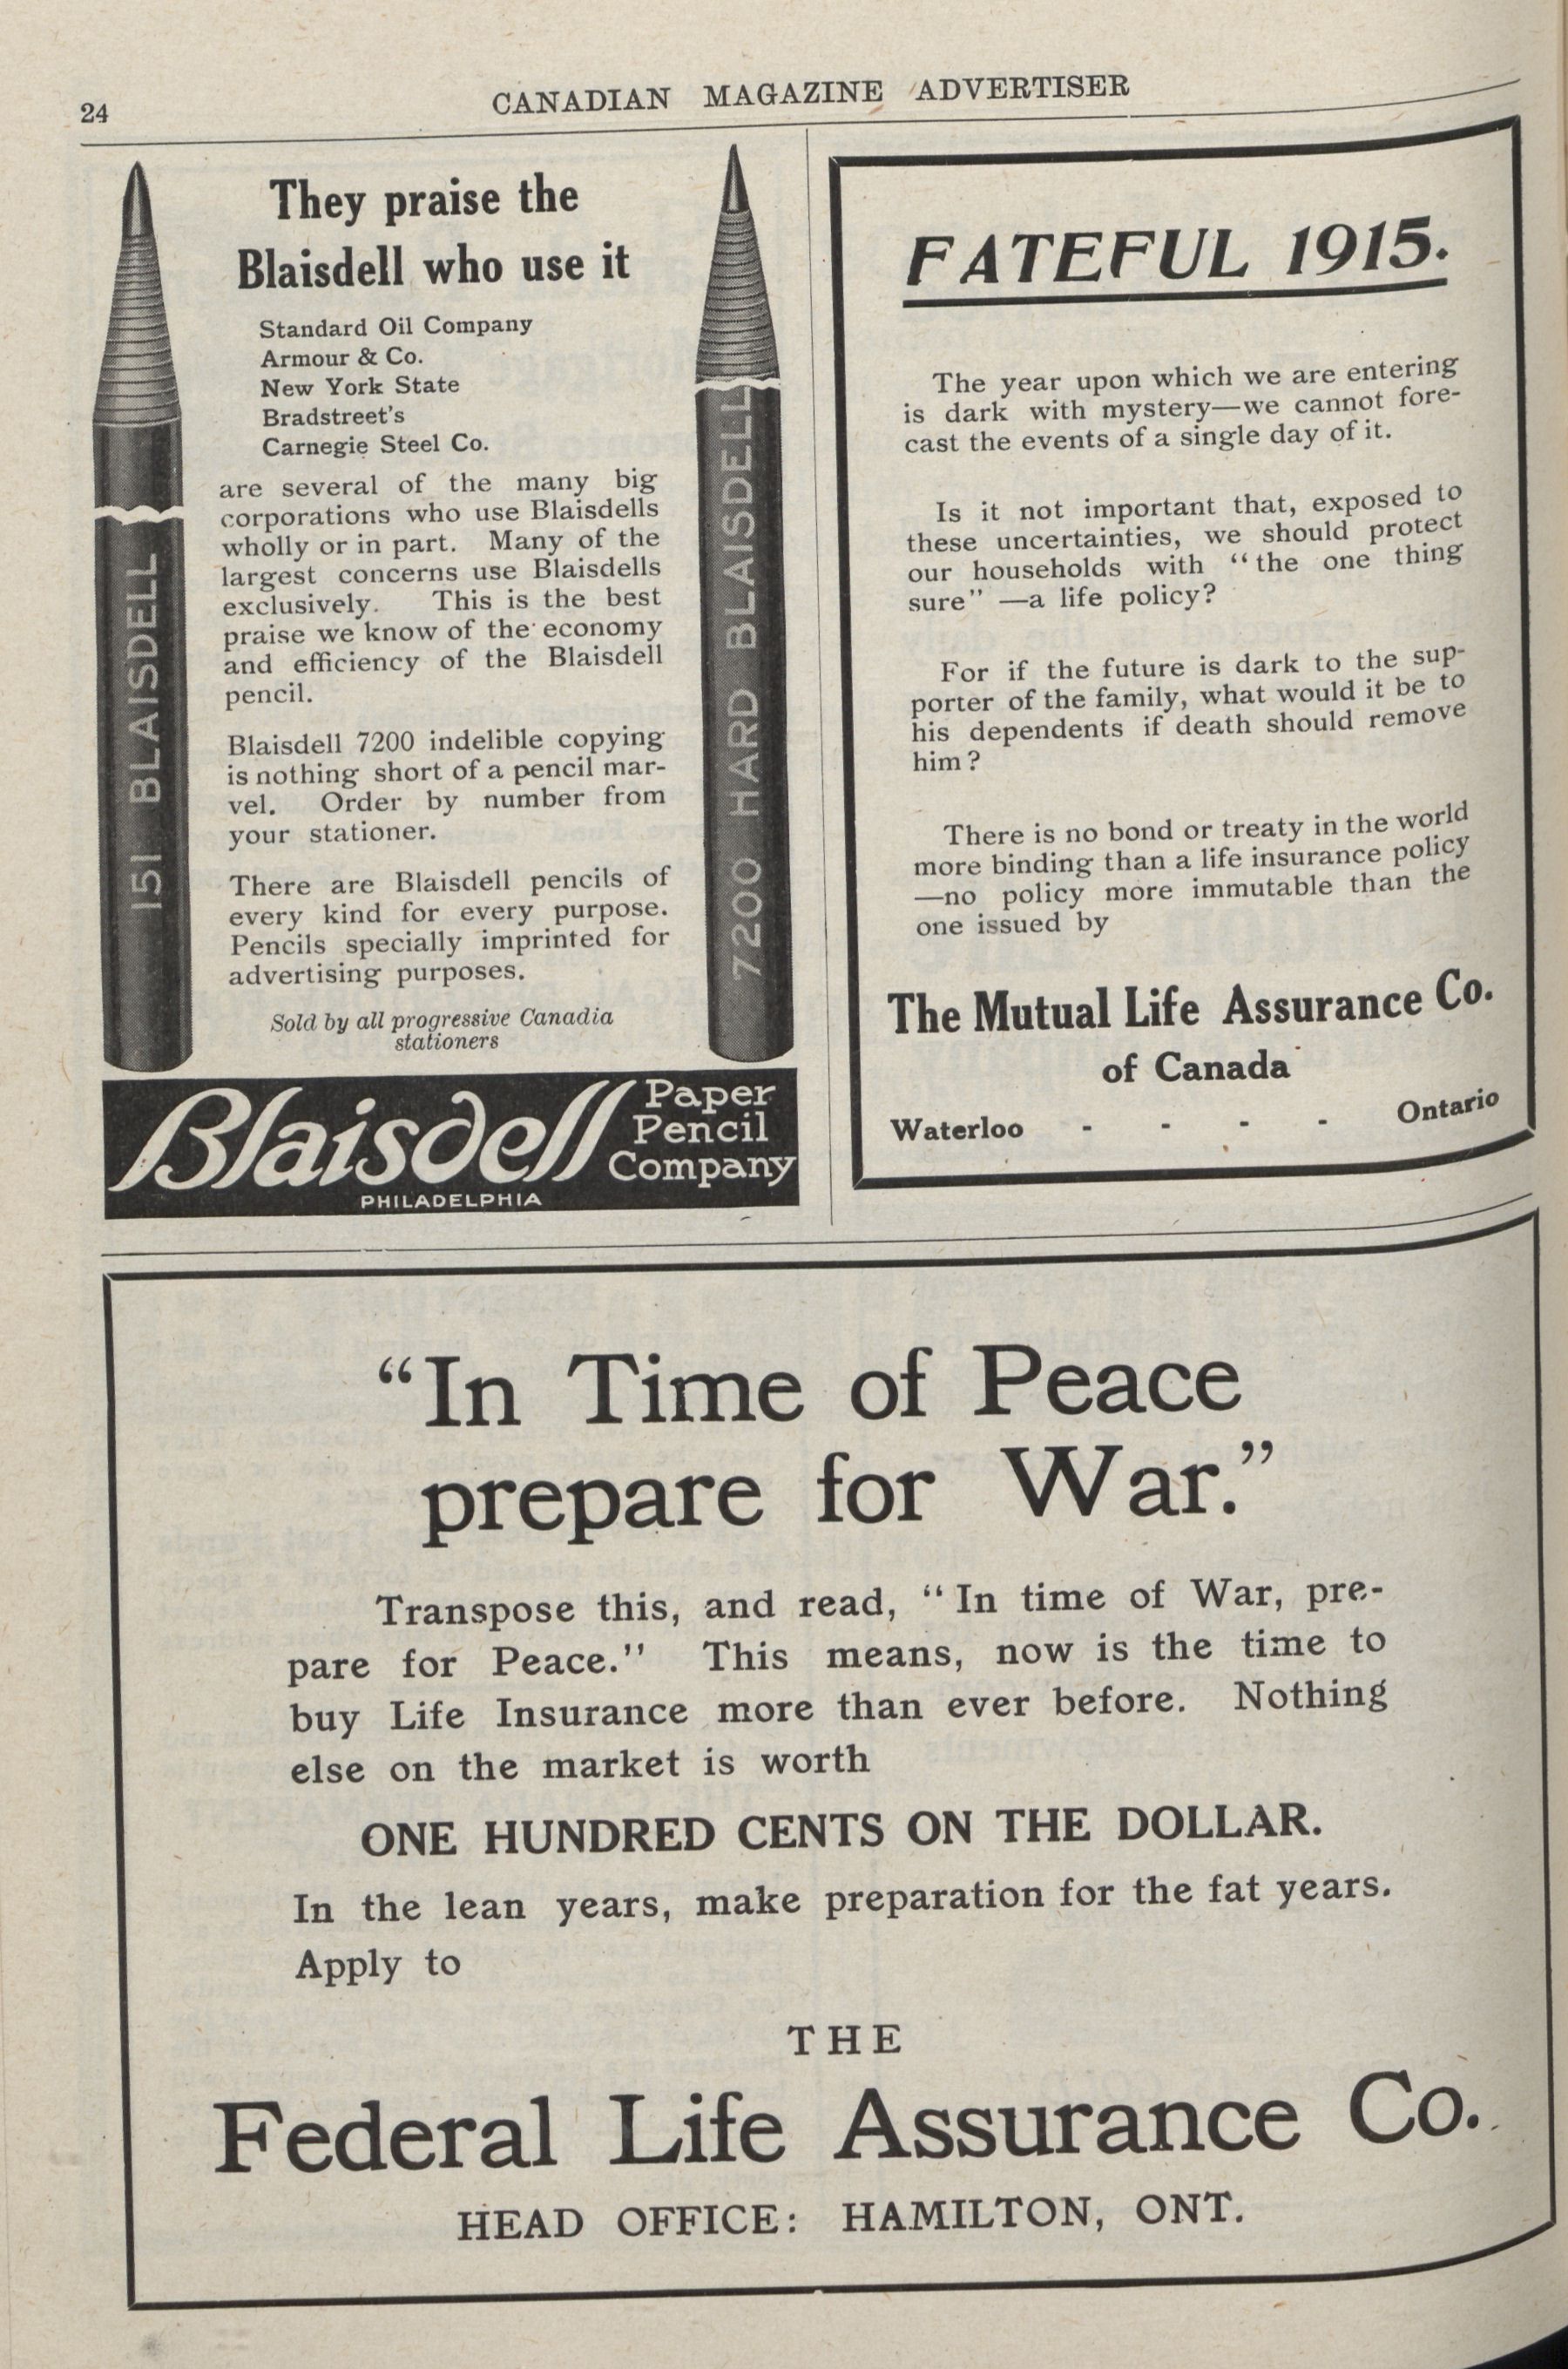 24
CANADIAN MAGAZINE ADVERTISER
They praise the
Blaisdell who use it
Standard Oil Company
Armour & Co.
New York State
Bradstreet's
Carnegie Steel Co.
are several of the many big
corporations who use Blaisdells
wholly or in part. Many of the
largest concerns use Blaisdells
exclusively. This is the best
praise we know of the economy
and efficiency of the Blaisdell
pencil.
Blaisdell 7200 indelible copying
is nothing short of a pencil mar-
vel. Order by number from
your stationer.
There are Blaisdell pencils of
every kind for every purpose.
Pencils specially imprinted for
advertising purposes.
Sold by all progressive Canadia
stationers
151 BLAISDELL
7200 HARD BLAISDELL
Blaisdell
Paper
Pencil
Company
PHILADELPHIA
FATEFUL 1915.
The year upon which we are entering
is dark with mystery—we cannot fore-
cast the events of a single day of it.
Is it not important that, exposed to
these uncertainties, we should protect
our households with "the one thing
sure" —a life policy?
For if the future is dark to the sup-
porter of the family, what would it be to
his dependents if death should remove
him?
There is no bond or treaty in the world
more binding than a life insurance policy
—no policy more immutable than the
one issued by
The Mutual Life Assurance Co.
of Canada
Waterloo - - - - Ontario
"In Time of Peace
prepare for War."
Transpose this, and read, "In time of War, pre-
pare for Peace." This means, now is the time to
buy Life Insurance more than ever before. Nothing
else on the market is worth
ONE HUNDRED CENTS ON THE DOLLAR.
In the lean years, make preparation for the fat years.
Apply to
THE
Federal Life Assurance Co.
HEAD OFFICE: HAMILTON, ONT.